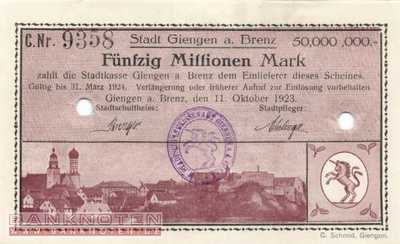 C.Nr. 9358 Stadt Giengen a. Brenz 50,000,000.-
Fünfzig Millionen Mark
zahlt die Stadtkasse Giengen a Brenz dem Einlieferer dieses Scheines.
Gültig bis 31. März 1924. Verlängerung oder früherer Aufruf zur Einlösung vorbehalten
Giengen a. Brenz, den 11. Oktober 1923.
Stadtschultheiss: Stadtpfleger:
BANKNOTEN
C. Schmid, Giengen.